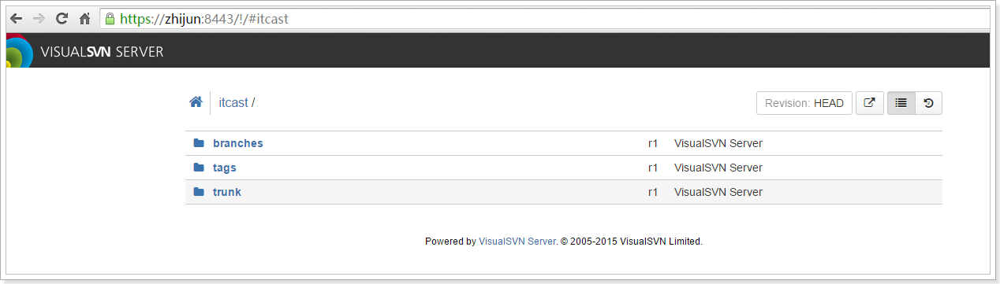 https://zhijun:8443/!/#itcast
VISUALSVN SERVER
itcast /
Revision: HEAD
branches r1 VisualSVN Server
tags r1 VisualSVN Server
trunk r1 VisualSVN Server
Powered by VisualSVN Server. © 2005-2015 VisualSVN Limited.